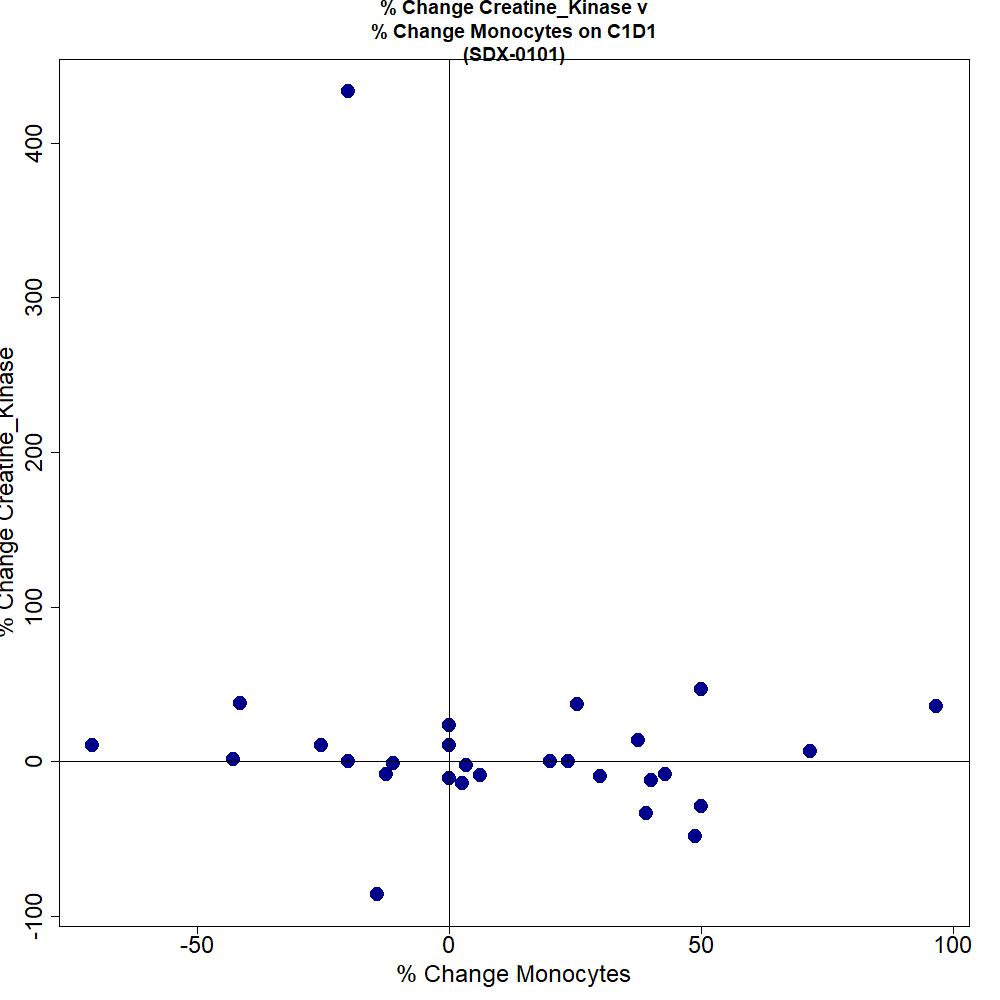 % Change Creatine_Kinase v
% Change Monocytes on C1D1
(SDX-0101)
% Change Creatine_Kinase
400
300
200
100
0
-100
-50
0
50
100
% Change Monocytes